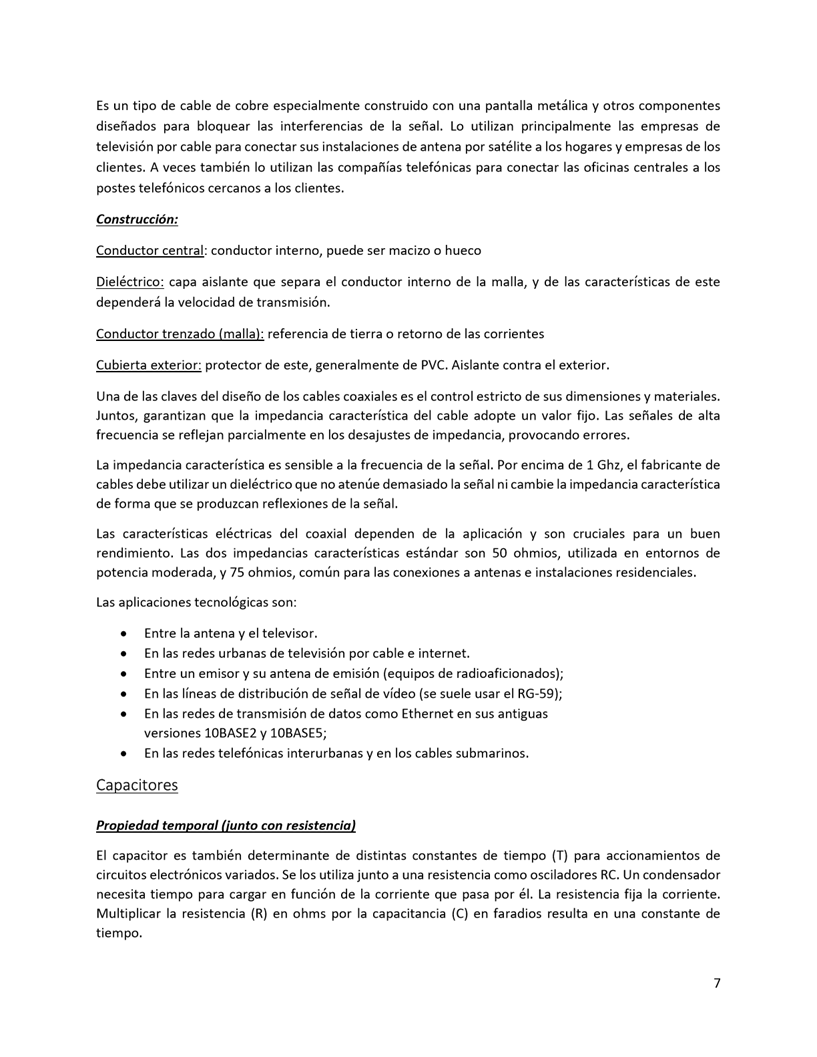 Es un tipo de cable de cobre especialmente construido con una pantalla metálica y otros componentes
diseñados para bloquear las interferencias de la señal. Lo utilizan principalmente las empresas de
televisión por cable para conectar sus instalaciones de antena por satélite a los hogares y empresas de los
clientes. A veces también lo utilizan las compañías telefónicas para conectar las oficinas centrales a los
postes telefónicos cercanos a los clientes.
Construcción:
Conductor central: conductor interno, puede ser macizo o hueco
Dieléctrico: capa aislante que separa el conductor interno de la malla, y de las características de este
dependerá la velocidad de transmisión.
Conductor trenzado (malla): referencia de tierra o retorno de las corrientes
Cubierta exterior: protector de este, generalmente de PVC. Aislante contra el exterior.
Una de las claves del diseño de los cables coaxiales es el control estricto de sus dimensiones y materiales.
Juntos, garantizan que la impedancia característica del cable adopte un valor fijo. Las señales de alta
frecuencia se reflejan parcialmente en los desajustes de impedancia, provocando errores.
La impedancia característica es sensible a la frecuencia de la señal. Por encima de 1 Ghz, el fabricante de
cables debe utilizar un dieléctrico que no atenúe demasiado la señal ni cambie la impedancia característica
de forma que se produzcan reflexiones de la señal.
Las características eléctricas del coaxial dependen de la aplicación y son cruciales para un buen
rendimiento. Las dos impedancias características estándar son 50 ohmios, utilizada en entornos de
potencia moderada, y 75 ohmios, común para las conexiones a antenas e instalaciones residenciales.
Las aplicaciones tecnológicas son:
• Entre la antena y el televisor.
• En las redes urbanas de televisión por cable e internet.
• Entre un emisor y su antena de emisión (equipos de radioaficionados);
• En las líneas de distribución de señal de vídeo (se suele usar el RG-59);
• En las redes de transmisión de datos como Ethernet en sus antiguas
versiones 10BASE2 y 10BASE5;
• En las redes telefónicas interurbanas y en los cables submarinos.
Capacitores
Propiedad temporal (junto con resistencia)
El capacitor es también determinante de distintas constantes de tiempo (T) para accionamientos de
circuitos electrónicos variados. Se los utiliza junto a una resistencia como osciladores RC. Un condensador
necesita tiempo para cargar en función de la corriente que pasa por él. La resistencia fija la corriente.
Multiplicar la resistencia (R) en ohms por la capacitancia (C) en faradios resulta en una constante de
tiempo.
7